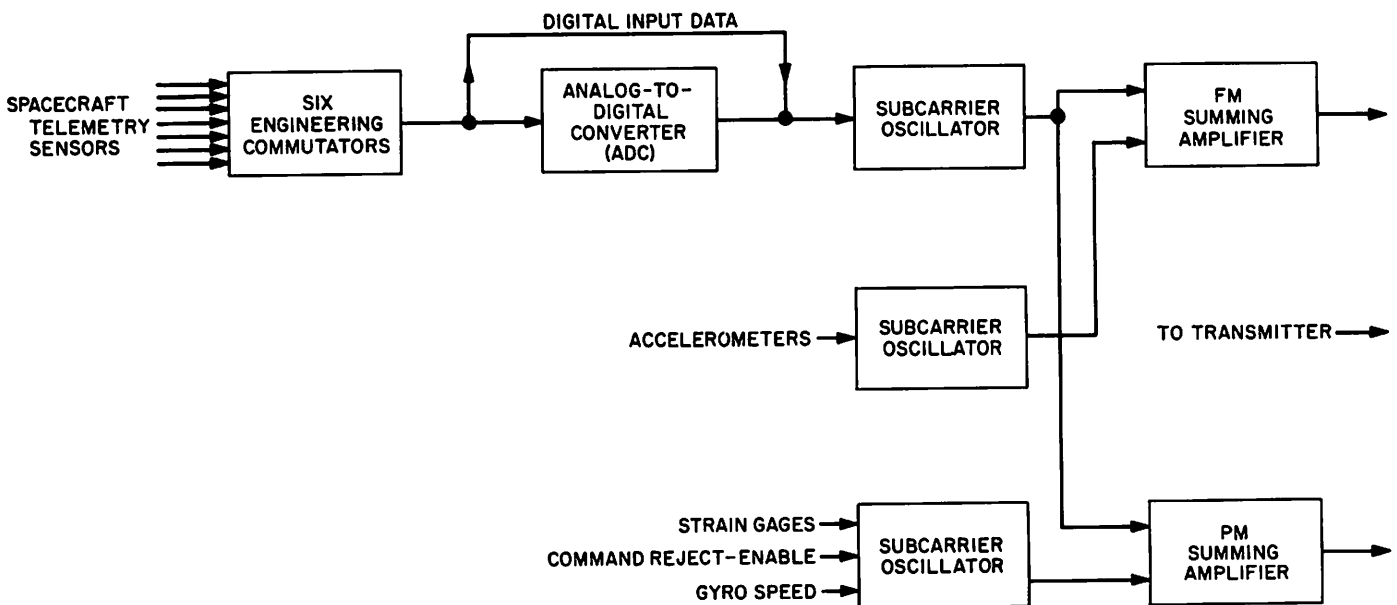 DIGITAL INPUT DATA
SPACECRAFT
TELEMETRY
SENSORS
SIX
ENGINEERING
COMMUTATORS
ANALOG-TO-
DIGITAL
CONVERTER
(ADC)
SUBCARRIER
OSCILLATOR
FM
SUMMING
AMPLIFIER
ACCELEROMETERS
SUBCARRIER
OSCILLATOR
TO TRANSMITTER
STRAIN GAGES
COMMAND REJECT-ENABLE
GYRO SPEED
SUBCARRIER
OSCILLATOR
PM
SUMMING
AMPLIFIER